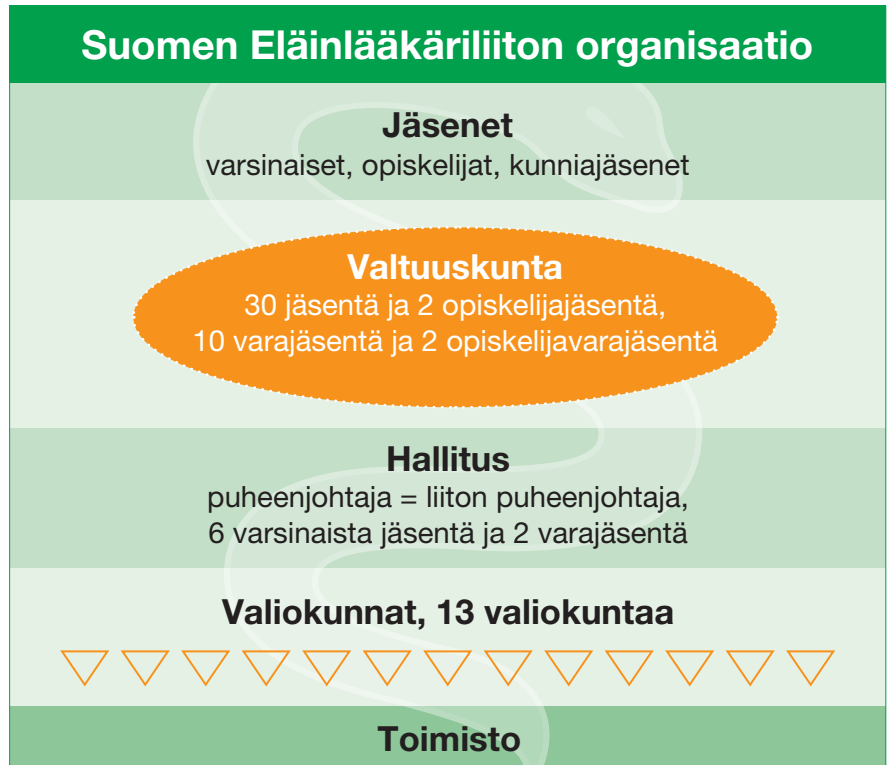 Suomen Eläinlääkäriliiton organisaatio
Jäsenet
varsinaiset, opiskelijat, kunniajäsenet
Valtuuskunta
30 jäsentä ja 2 opiskelijajäsentä,
10 varajäsentä ja 2 opiskelijavarajäsentä
Hallitus
puheenjohtaja = liiton puheenjohtaja,
6 varsinaista jäsentä ja 2 varajäsentä
Valiokunnat, 13 valiokuntaa
Toimisto